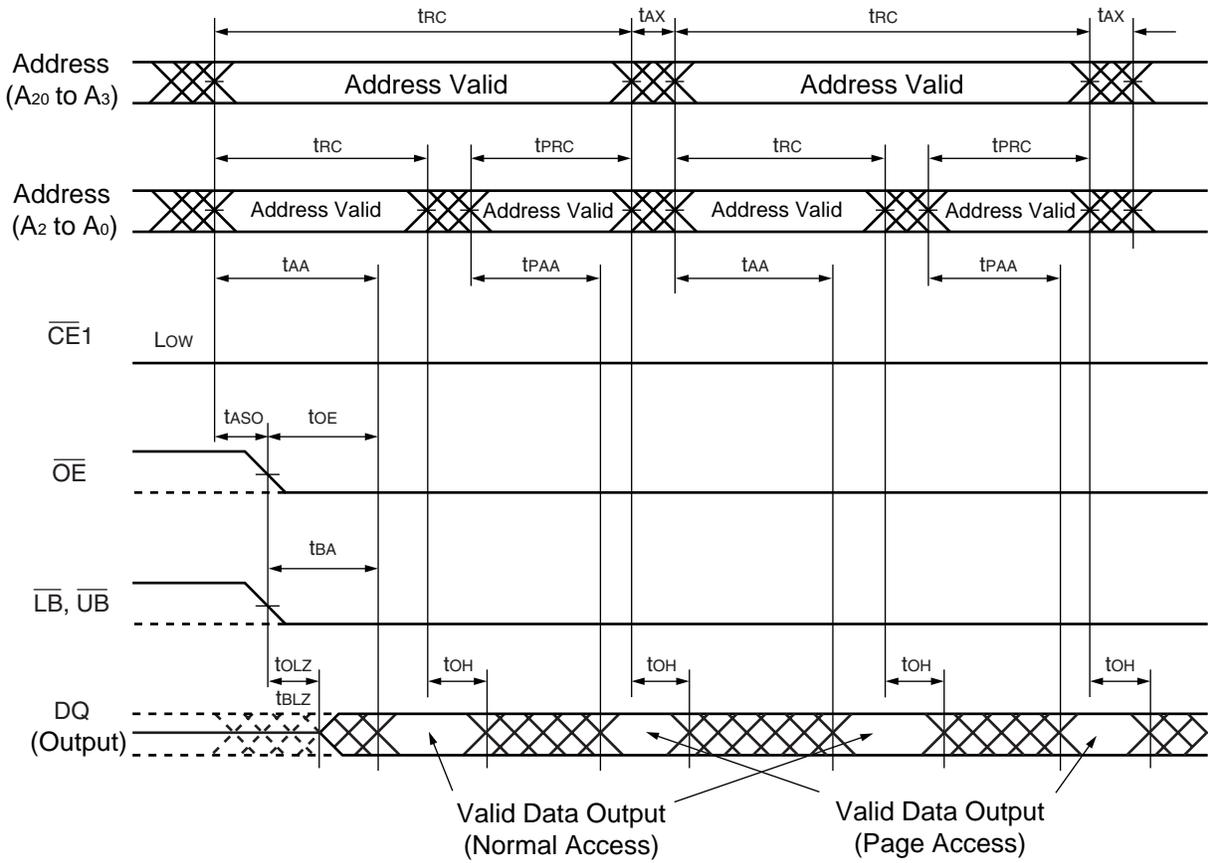 tRC tAX tRC tAX
Address
(A20 to A3)
Address Valid Address Valid
tRC tPRC tRC tPRC
Address
(A2 to A0)
Address Valid Address Valid Address Valid Address Valid
tAA tPAA tAA tPAA
CE1
LOW
tASO tOE
OE
tBA
LB, UB
tOLZ tOH tOH tOH tOH
tBLZ
DQ
(Output)
Valid Data Output
(Normal Access)
Valid Data Output
(Page Access)